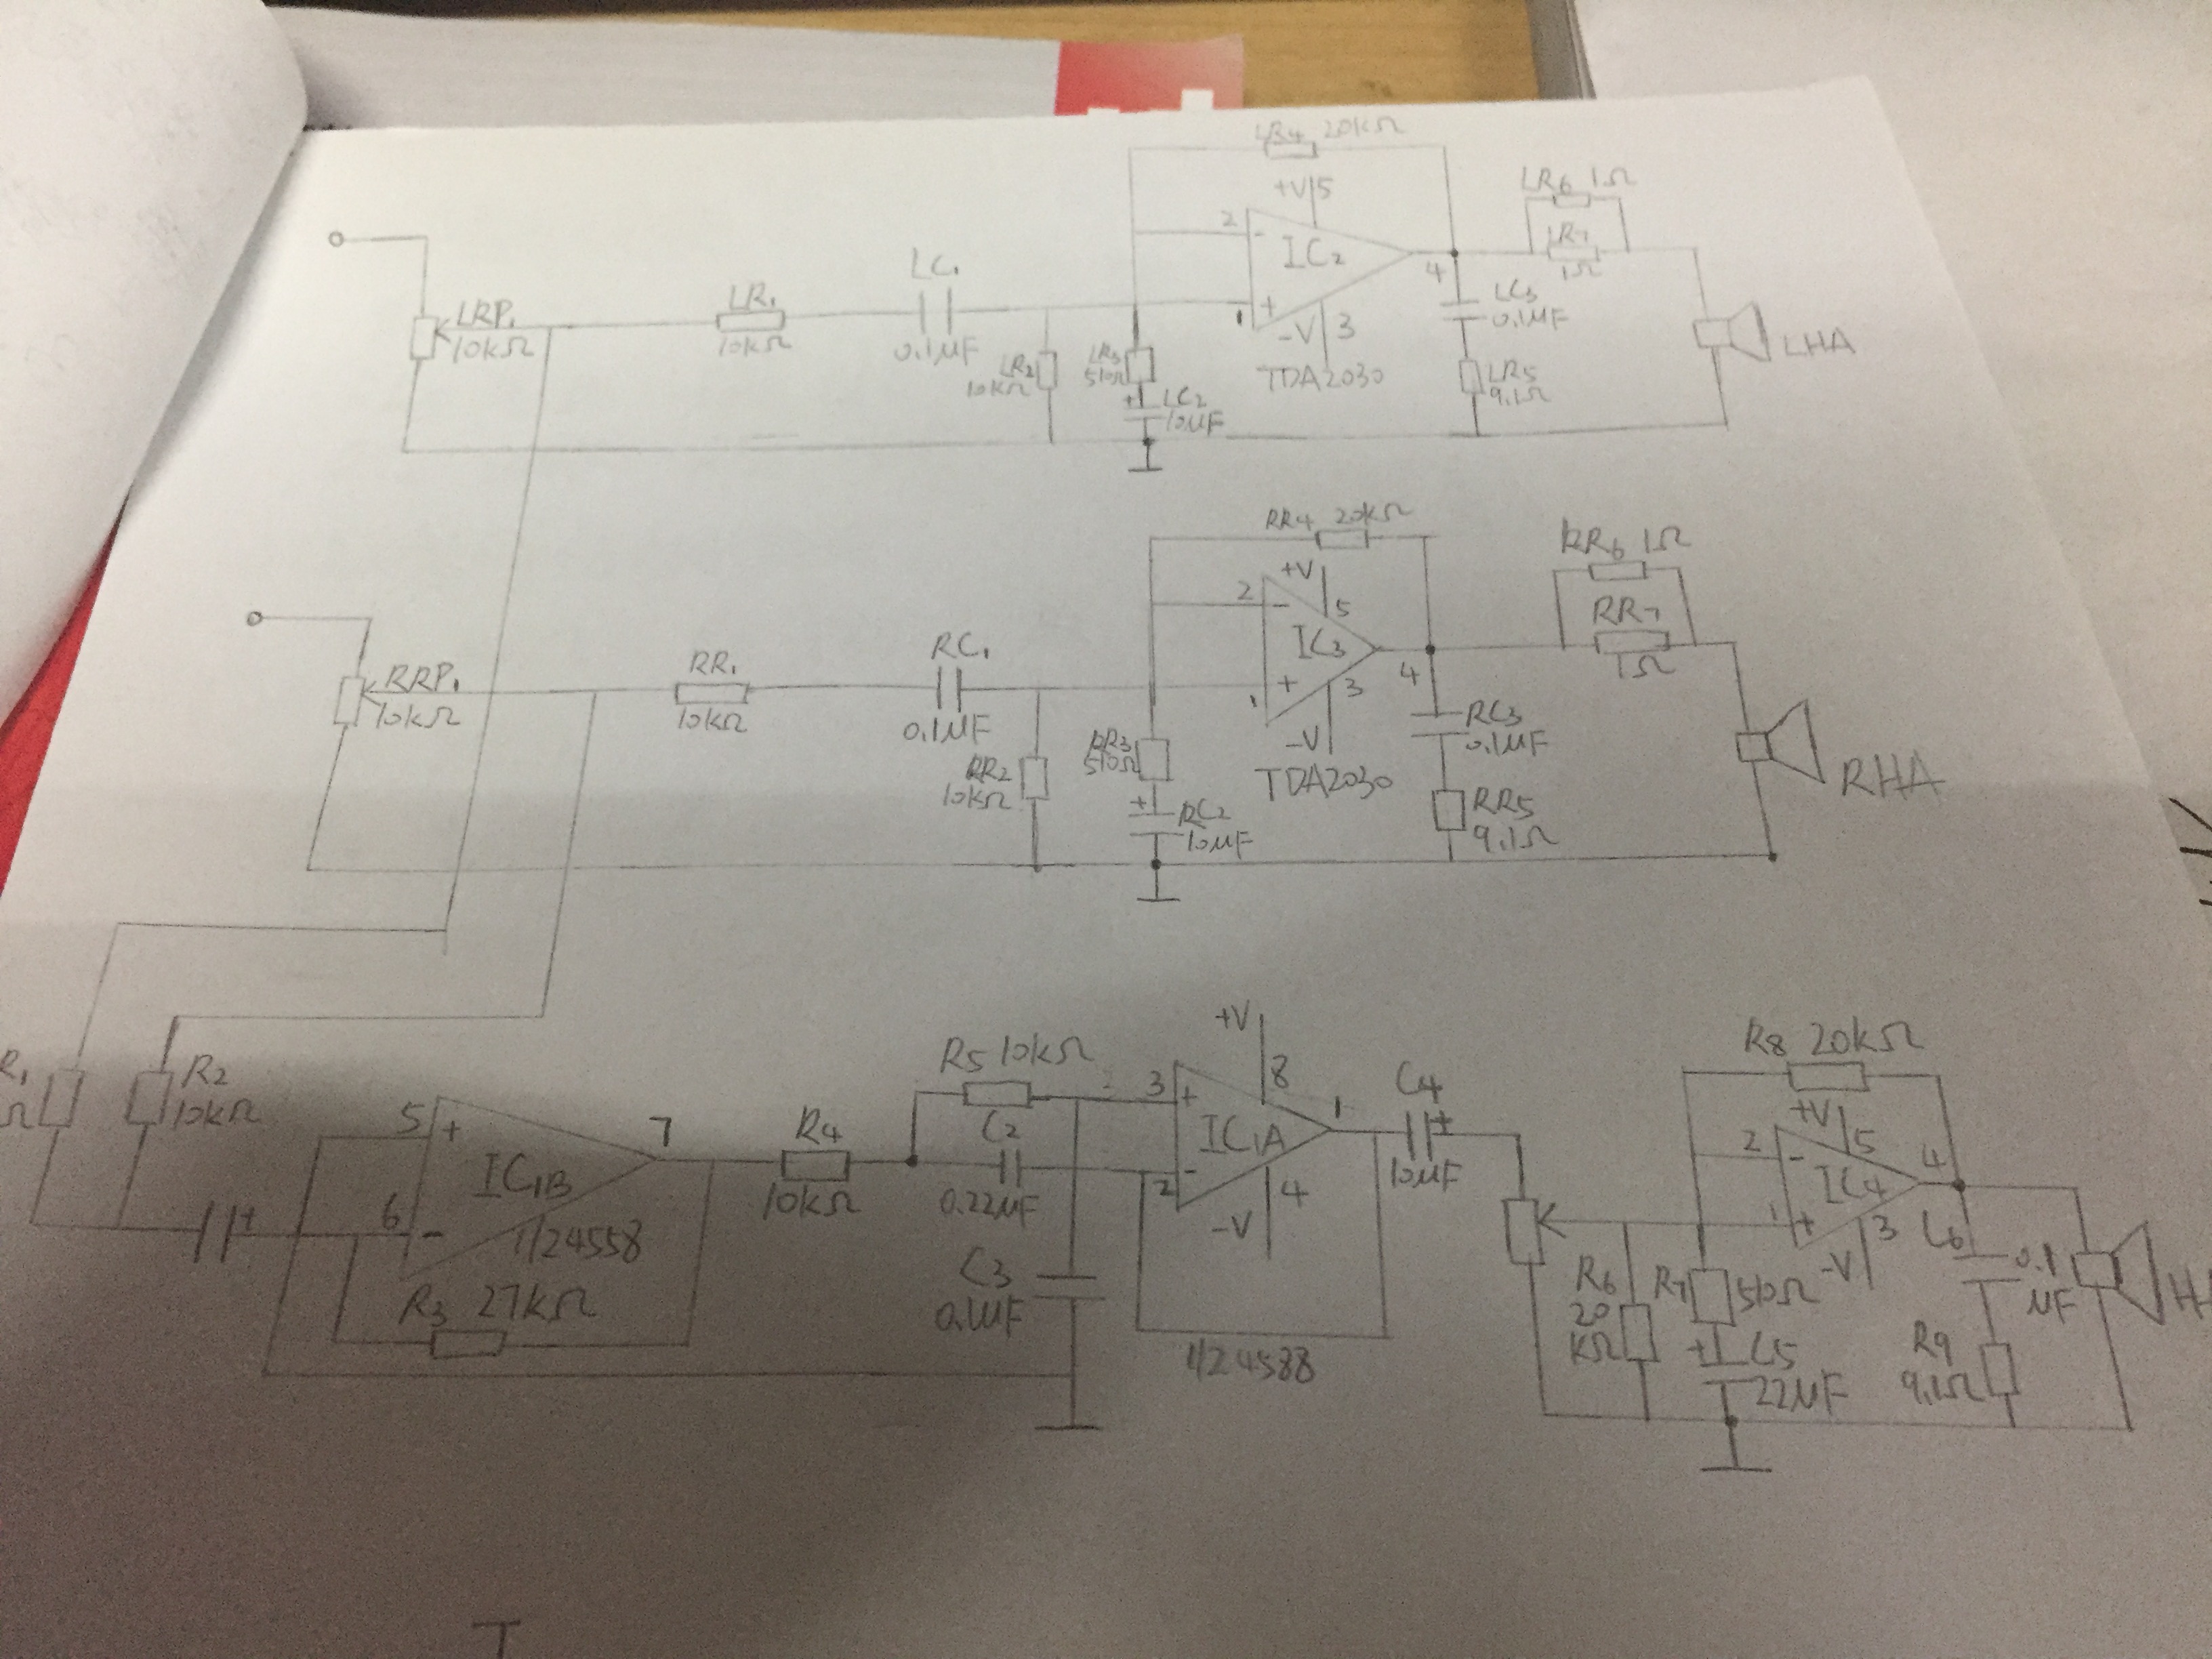 LR4 20kΩ
+V 5
LR6 1Ω
2 -
IC2
LR7
1Ω
4
LC1
LRP1
10kΩ
LR1
10kΩ
0.1μF
1 +
-V 3
TDA2030
LC3
0.1μF
LHA
LR2
10kΩ
LR3
510Ω
+ LC2
10μF
LR5
9.1Ω
RR4 20kΩ
+V
5
RR6 1Ω
2 -
IC3
RR7
1Ω
4
RC1
RRP1
10kΩ
RR1
10kΩ
0.1μF
1 +
3
-V
TDA2030
RC3
0.1μF
RHA
RR2
10kΩ
RR3
510Ω
+ RC2
10μF
RR5
9.1Ω
+V
8
R8 20kΩ
R5 10kΩ
R1
Ω
R2
10kΩ
3 +
IC1A
1
C4
+
10μF
+V
5
5 +
7
IC1B
R4
10kΩ
C2
0.22μF
2 -
4
-V
2 -
4
IC4
6 -
1/24558
+
1 +
3
-V
C6
0.1
μF
R3 27kΩ
C3
0.1μF
R6
20
kΩ
R7
510Ω
+ C5
22μF
R9
9.1Ω
1/24588